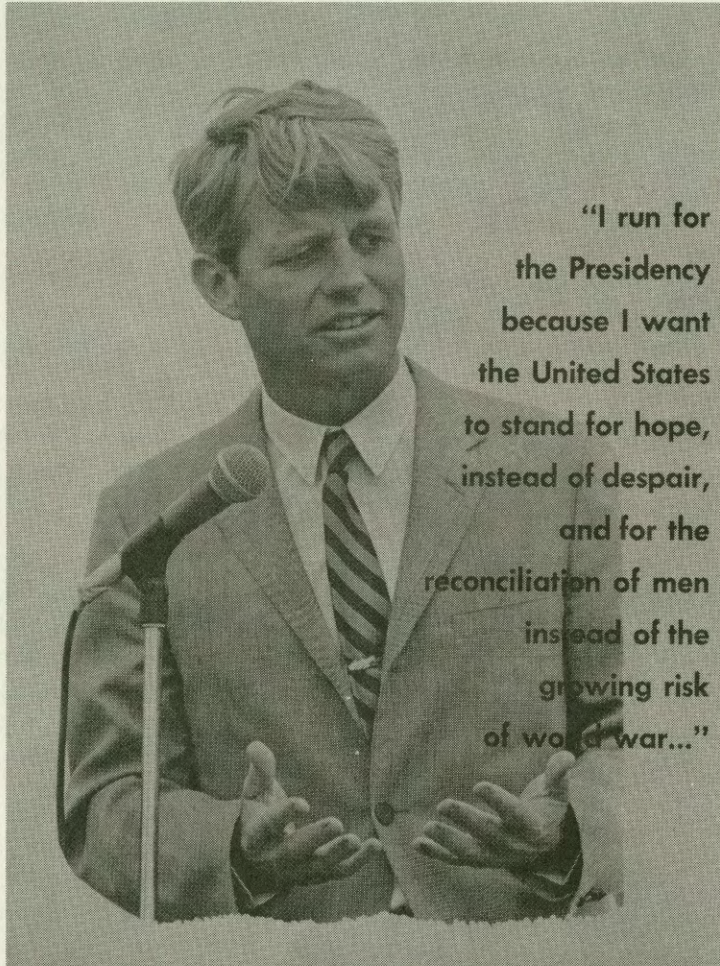 “I run for
the Presidency
because I want
the United States
to stand for hope,
instead of despair,
and for the
reconciliation of men
instead of the
growing risk
of world war...”